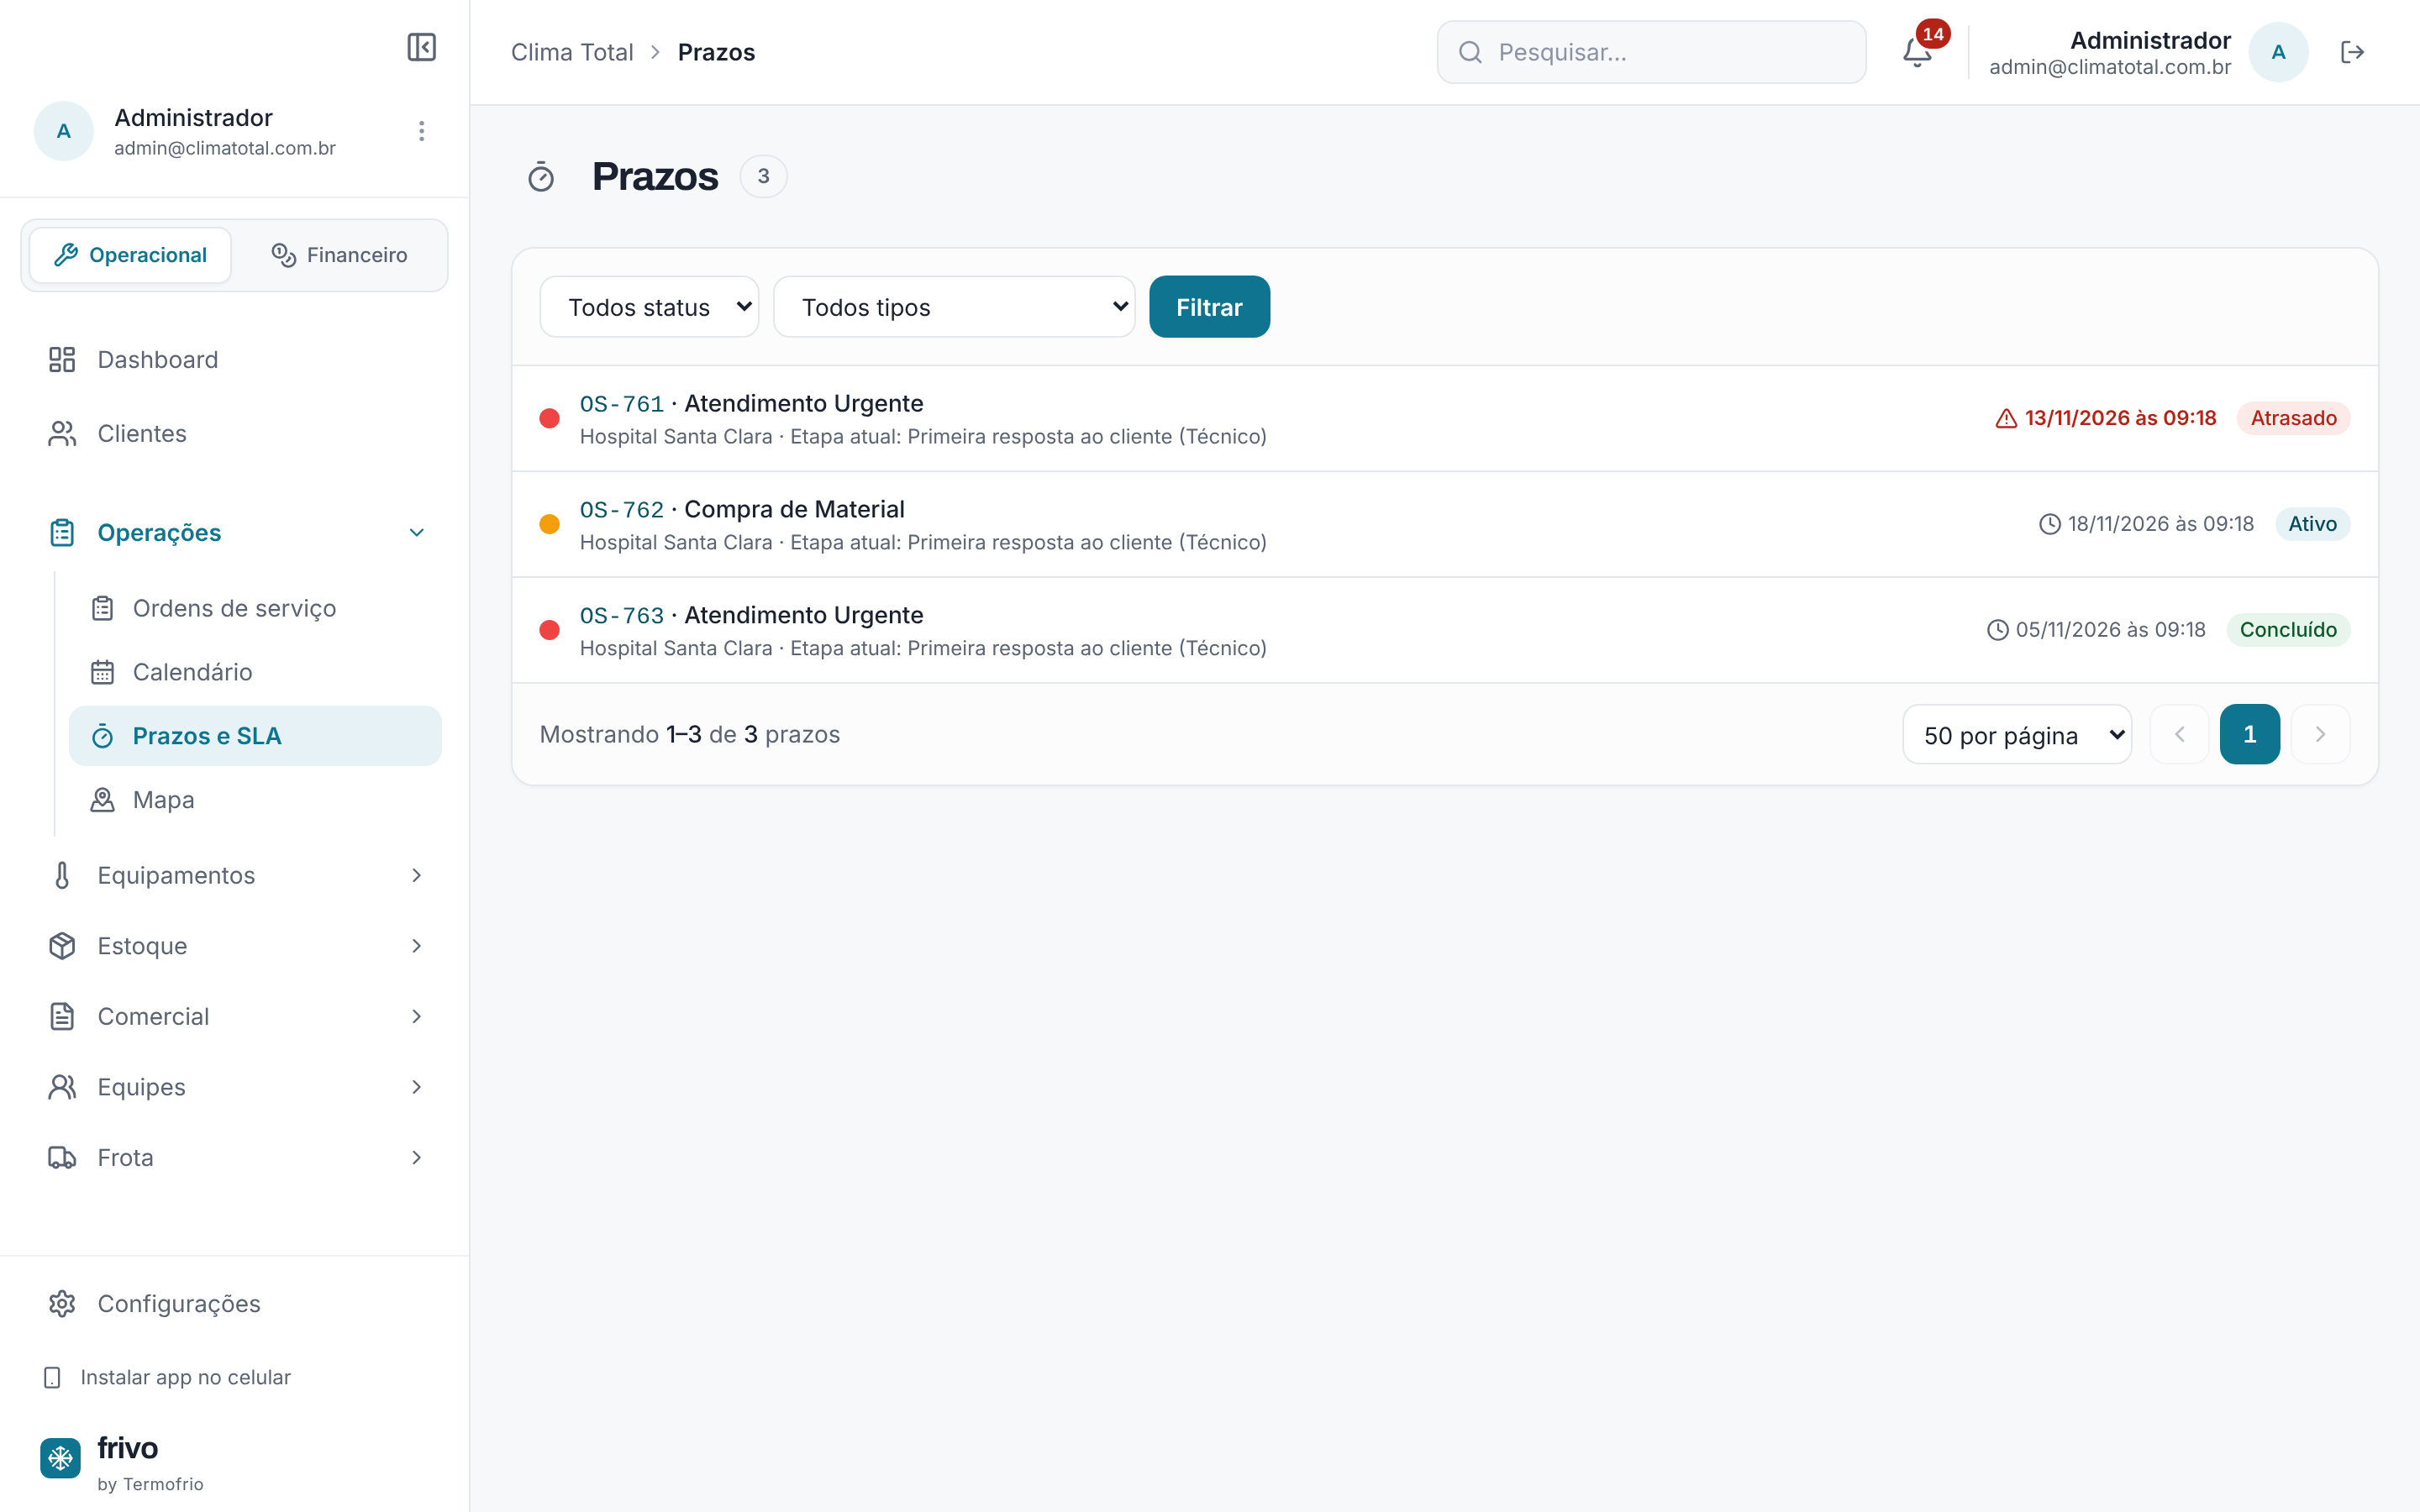 Administrador
admin@climatotal.com.br
A
Operacional
Financeiro
Dashboard
Clientes
Operações
Ordens de serviço
Calendário
Prazos e SLA
Mapa
Equipamentos
Estoque
Comercial
Equipes
Frota
Configurações
Instalar app no celular
frivo
by Termofrio
Clima Total > Prazos
Pesquisar...
14
Administrador
admin@climatotal.com.br
A
Prazos 3
Todos status
Todos tipos
Filtrar
OS-761 · Atendimento Urgente
Hospital Santa Clara · Etapa atual: Primeira resposta ao cliente (Técnico)
13/11/2026 às 09:18 Atrasado
OS-762 · Compra de Material
Hospital Santa Clara · Etapa atual: Primeira resposta ao cliente (Técnico)
18/11/2026 às 09:18 Ativo
OS-763 · Atendimento Urgente
Hospital Santa Clara · Etapa atual: Primeira resposta ao cliente (Técnico)
05/11/2026 às 09:18 Concluído
Mostrando 1–3 de 3 prazos
50 por página
1